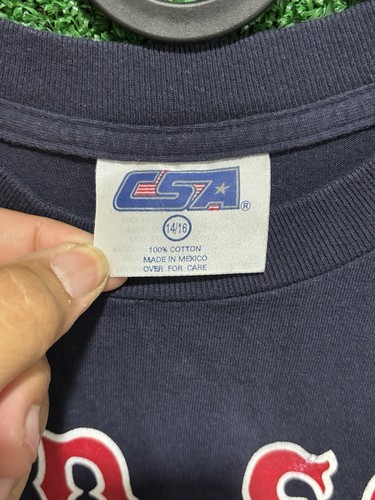 CSA®
14/16
100% COTTON
MADE IN MEXICO
OVER FOR CARE